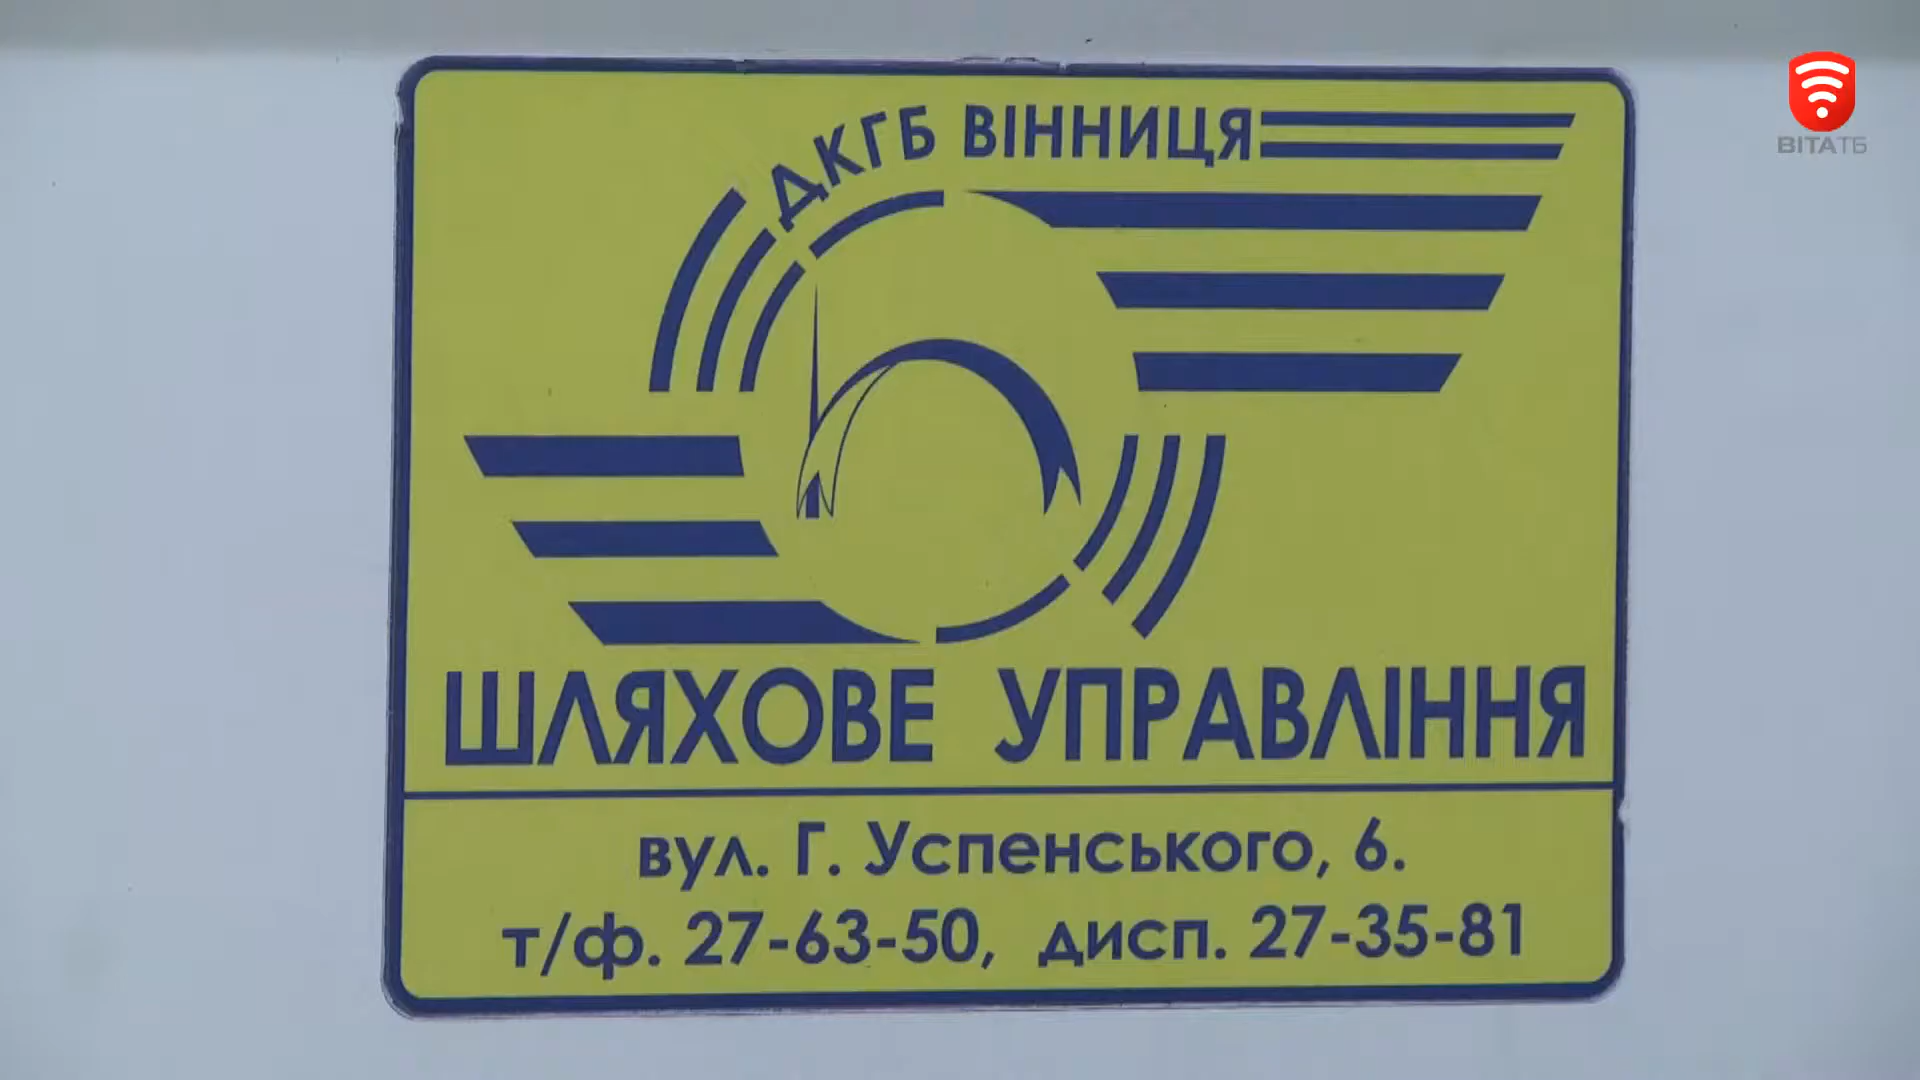 ДКГБ ВІННИЦЯ
ШЛЯХОВЕ УПРАВЛІННЯ
вул. Г. Успенського, 6.
т/ф. 27-63-50, дисп. 27-35-81
ВІТАТБ